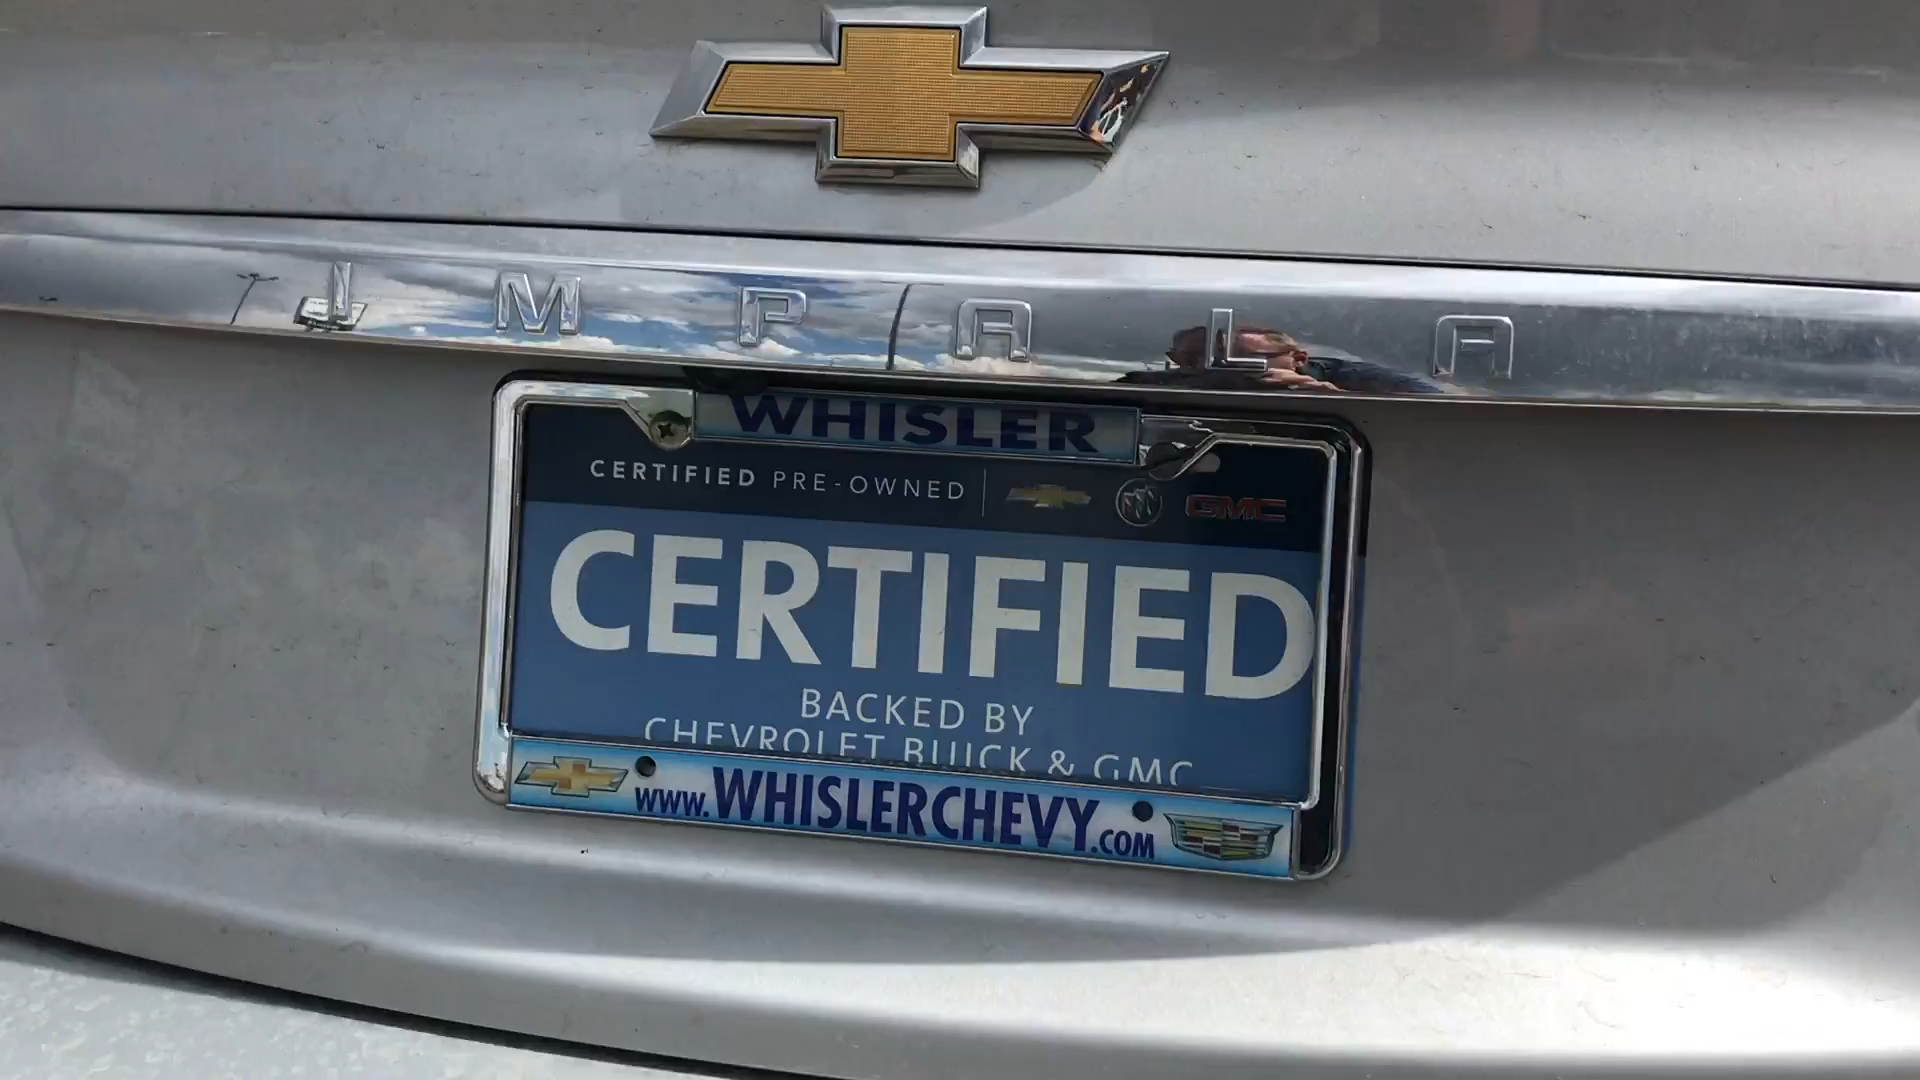 IMPALA
WHISLER
CERTIFIED PRE-OWNED GMC
CERTIFIED
BACKED BY
CHEVROLET BUICK & GMC
www.WHISLERCHEVY.COM